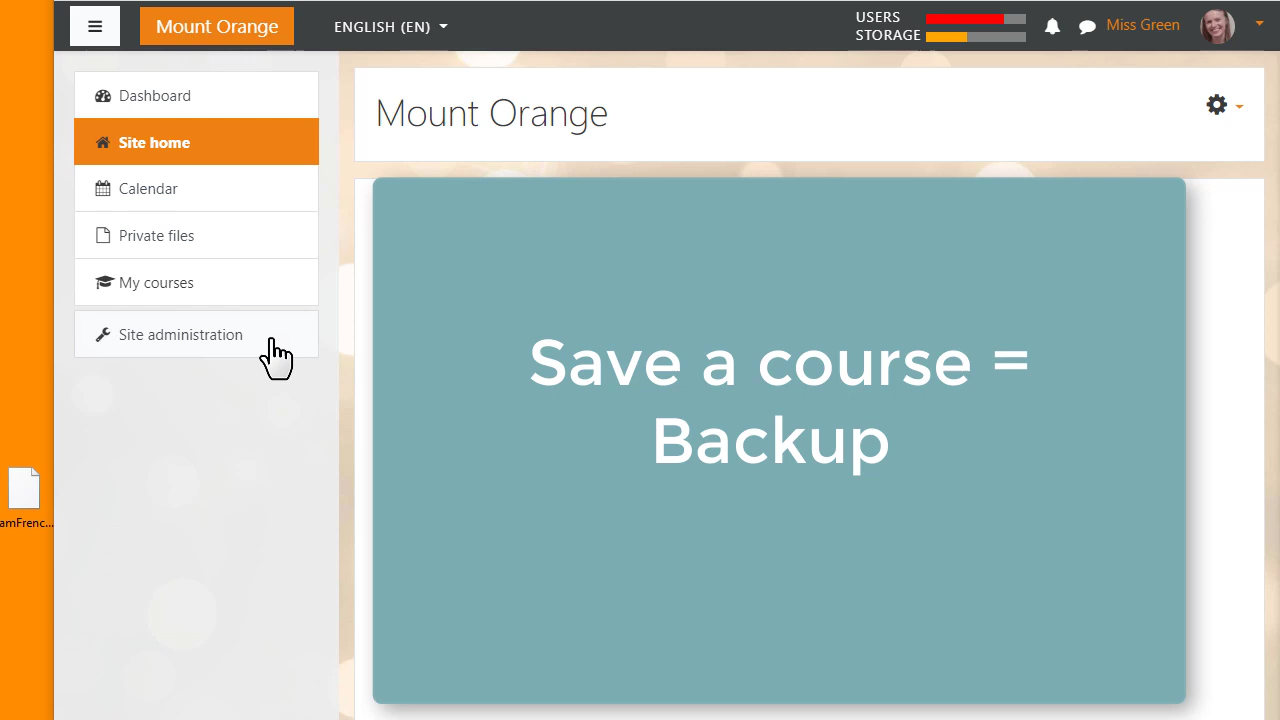 Mount Orange
ENGLISH (EN)
USERS
STORAGE
Miss Green
Dashboard
Site home
Calendar
Private files
My courses
Site administration
Mount Orange
Save a course =
Backup
amFrenc...